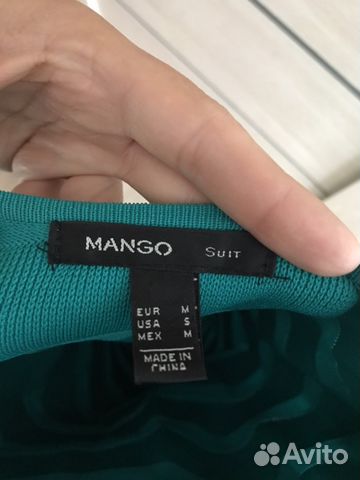 MANGO SUIT
EUR M
USA S
MEX M
MADE IN
CHINA
Avito